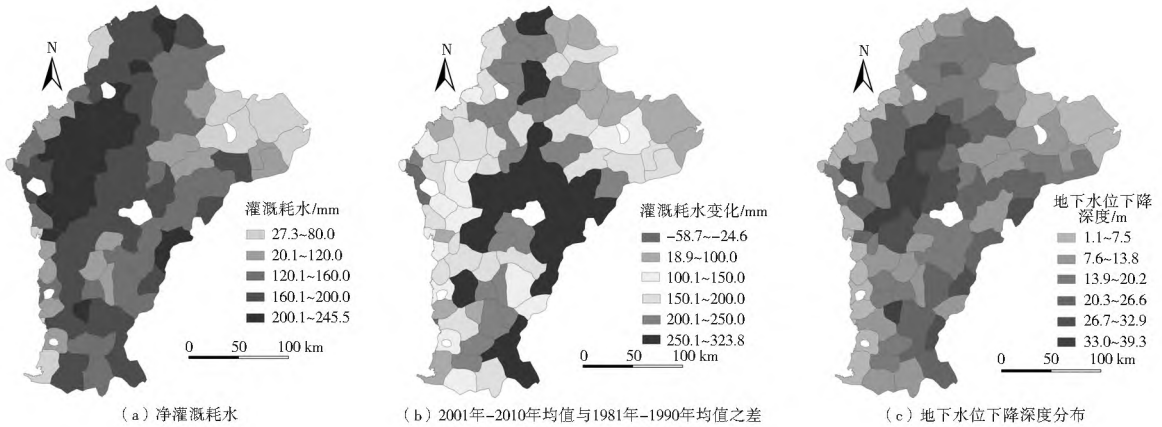 N
灌溉耗水/mm
27.3~80.0
20.1~120.0
120.1~160.0
160.1~200.0
200.1~245.5
0 50 100 km
(a)净灌溉耗水
N
灌溉耗水变化/mm
-58.7~-24.6
18.9~100.0
100.1~150.0
150.1~200.0
200.1~250.0
250.1~323.8
0 50 100 km
(b)2001年-2010年均值与1981年-1990年均值之差
N
地下水位下降
深度/m
1.1~7.5
7.6~13.8
13.9~20.2
20.3~26.6
26.7~32.9
33.0~39.3
0 50 100 km
(c)地下水位下降深度分布